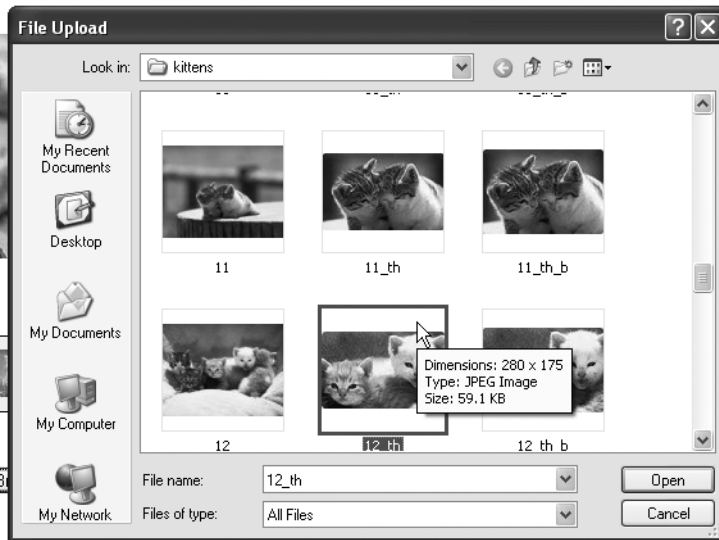 File Upload
Look in:
kittens
My Recent
Documents
Desktop
My Documents
My Computer
My Network
11
11_th
11_th_b
12
12_th
12_th_b
Dimensions: 280 x 175
Type: JPEG Image
Size: 59.1 KB
File name:
12_th
Open
Files of type:
All Files
Cancel